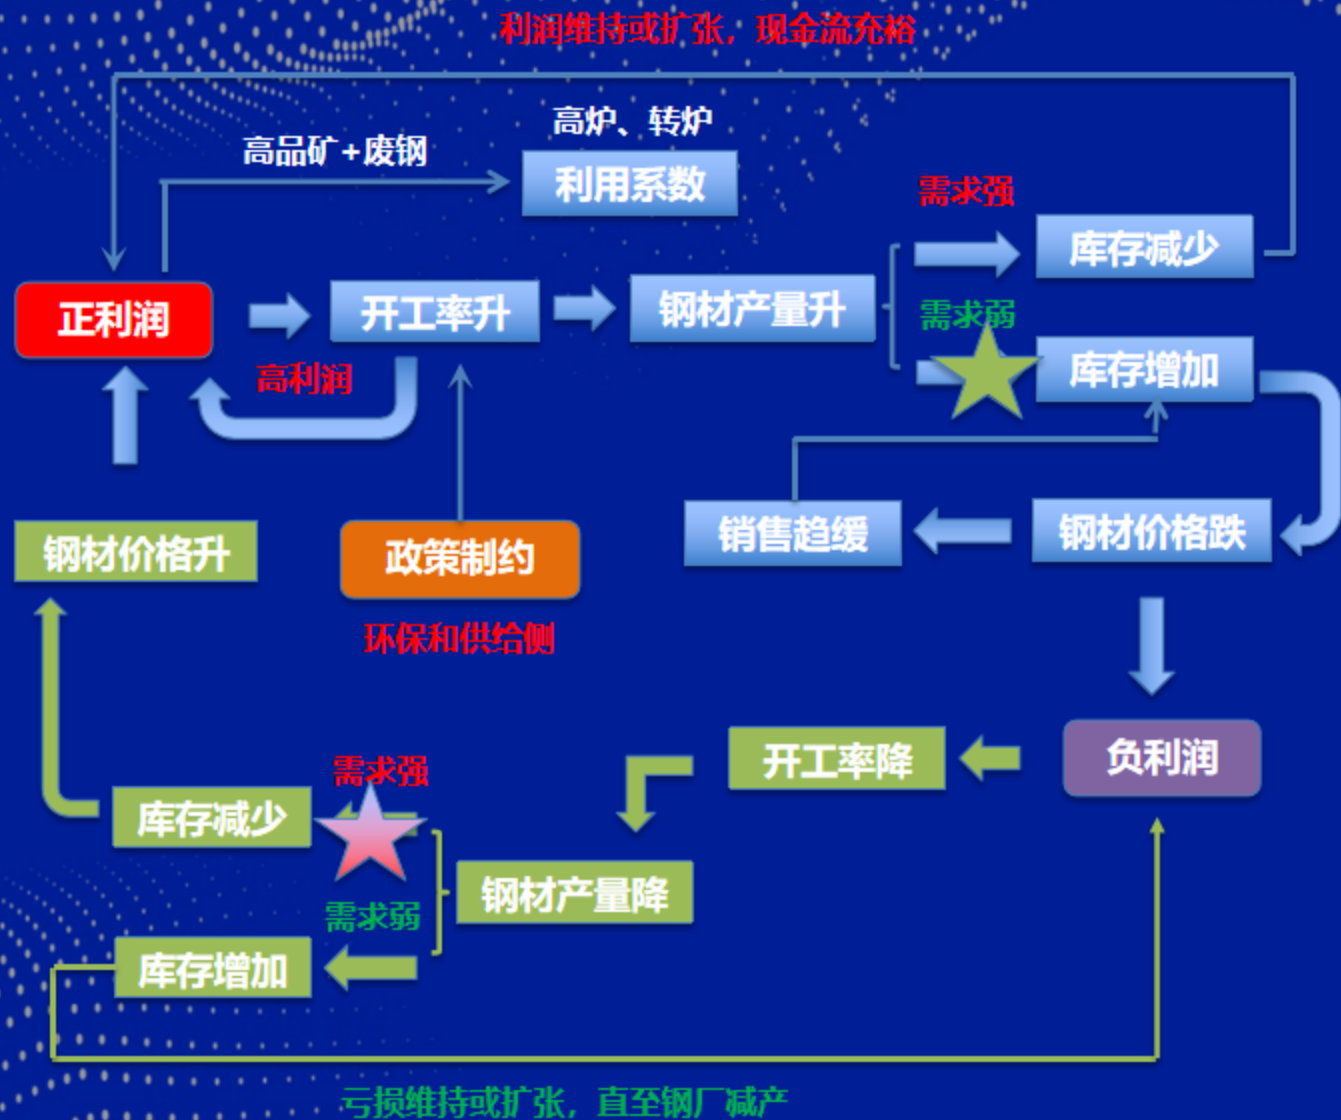 利润维持或扩张，现金流充裕
高炉、转炉
高品矿+废钢
利用系数
需求强
库存减少
正利润
开工率升
钢材产量升
需求弱
库存增加
高利润
钢材价格升
政策制约
销售趋缓
钢材价格跌
环保和供给侧
开工率降
负利润
需求强
库存减少
钢材产量降
需求弱
库存增加
亏损维持或扩张，直至钢厂减产